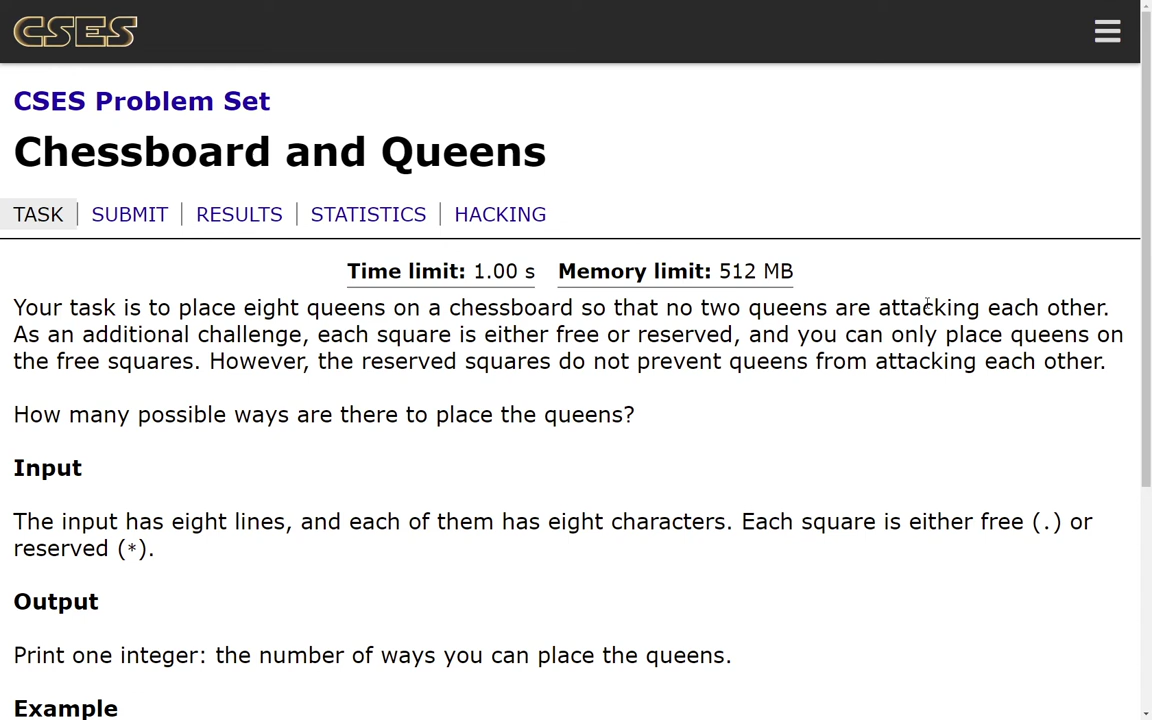 CSES
CSES Problem Set
Chessboard and Queens
TASK | SUBMIT | RESULTS | STATISTICS | HACKING
Time limit: 1.00 s Memory limit: 512 MB
Your task is to place eight queens on a chessboard so that no two queens are attacking each other.
As an additional challenge, each square is either free or reserved, and you can only place queens on
the free squares. However, the reserved squares do not prevent queens from attacking each other.
How many possible ways are there to place the queens?
Input
The input has eight lines, and each of them has eight characters. Each square is either free (.) or
reserved (*).
Output
Print one integer: the number of ways you can place the queens.
Example